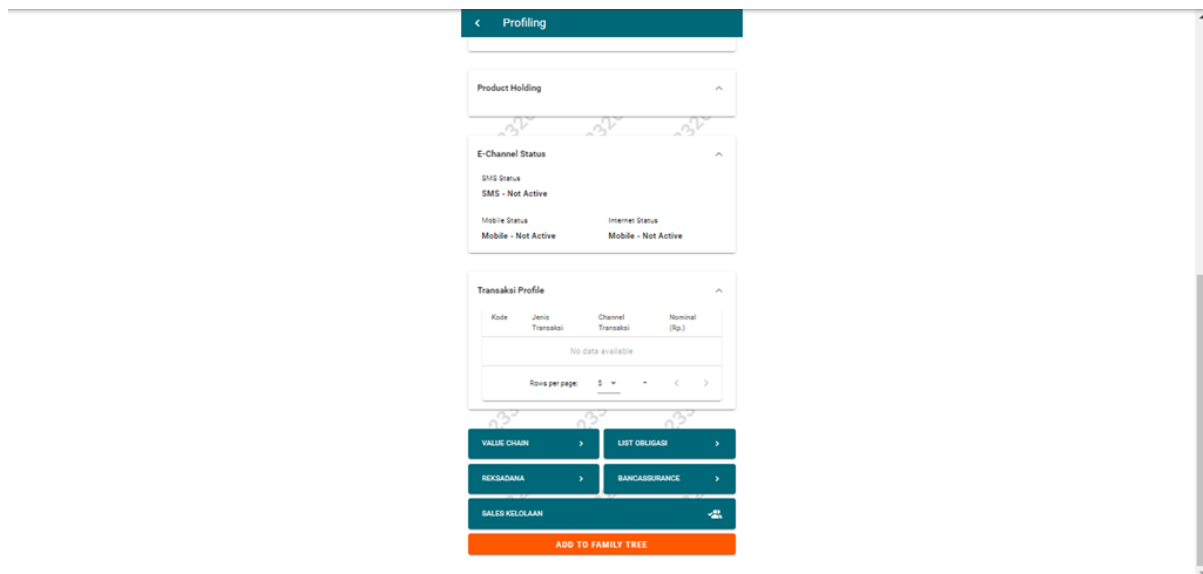 Profiling
Product Holding
E-Channel Status
SMS Status
SMS - Not Active
Mobile Status Internet Status
Mobile - Not Active Mobile - Not Active
Transaksi Profile
Kode Jenis Transaksi Channel Transaksi Nominal (Rp.)
No data available
Rows per page: 5 -
VALUE CHAIN LIST OBLIGASI
REKSADANA BANCASSURANCE
SALES KELOLAAN
ADD TO FAMILY TREE